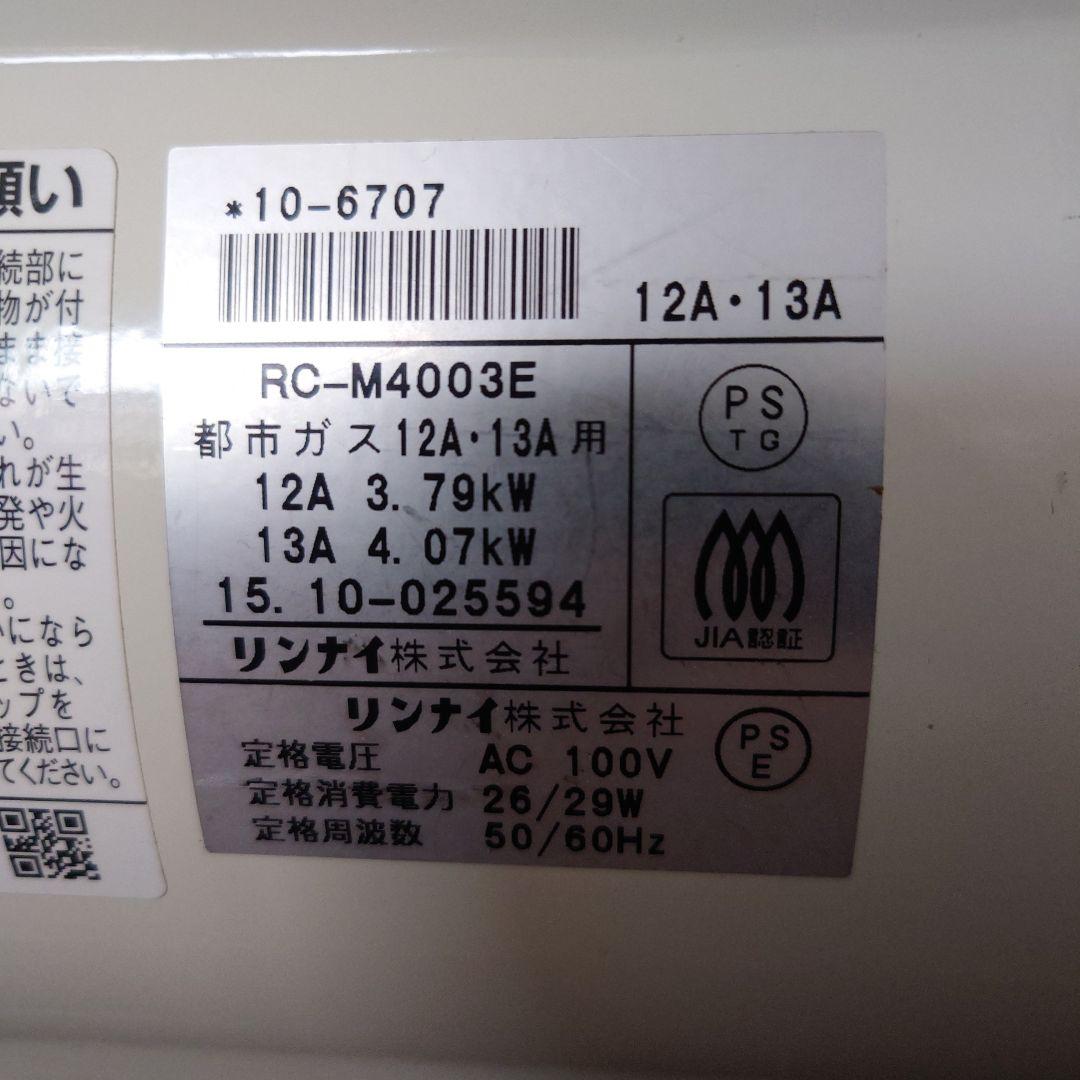 願い
続部に
物が付
まま接
ないで
い。
れが生
発や火
因にな
。
いになら
ときは、
ップを
接続口に
てください。
*10-6707
12A・13A
RC-M4003E
都市ガス12A・13A用
12A 3.79kW
13A 4.07kW
15.10-025594
リンナイ株式会社
PS
TG
JIA認証
リンナイ株式会社
定格電圧 AC 100V
定格消費電力 26/29W
定格周波数 50/60Hz
PS
E